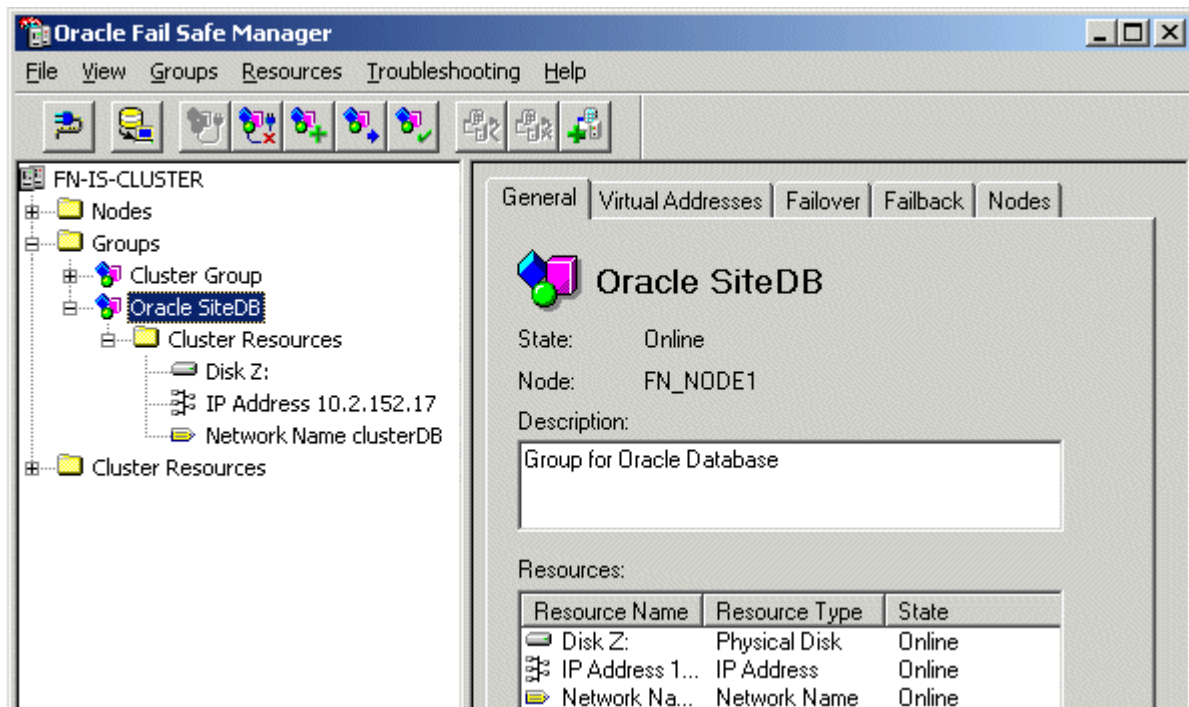 Oracle Fail Safe Manager
File View Groups Resources Troubleshooting Help
FN-IS-CLUSTER
Nodes
Groups
Cluster Group
Oracle SiteDB
Cluster Resources
Disk Z:
IP Address 10.2.152.17
Network Name clusterDB
Cluster Resources
General Virtual Addresses Failover Failback Nodes
Oracle SiteDB
State: Online
Node: FN_NODE1
Description:
Group for Oracle Database
Resources:
Resource Name Resource Type State
Disk Z: Physical Disk Online
IP Address 1... IP Address Online
Network Na... Network Name Online